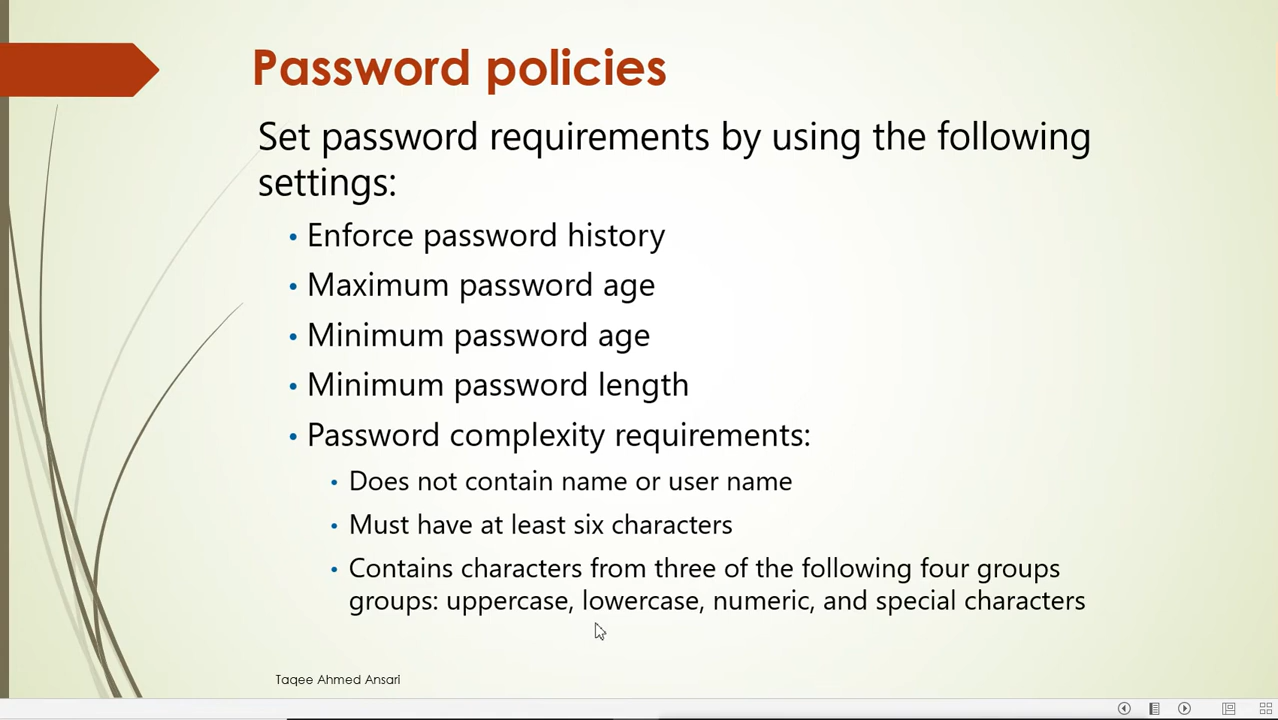 Password policies
Set password requirements by using the following
settings:
• Enforce password history
• Maximum password age
• Minimum password age
• Minimum password length
• Password complexity requirements:
• Does not contain name or user name
• Must have at least six characters
• Contains characters from three of the following four groups
groups: uppercase, lowercase, numeric, and special characters
Taqee Ahmed Ansari